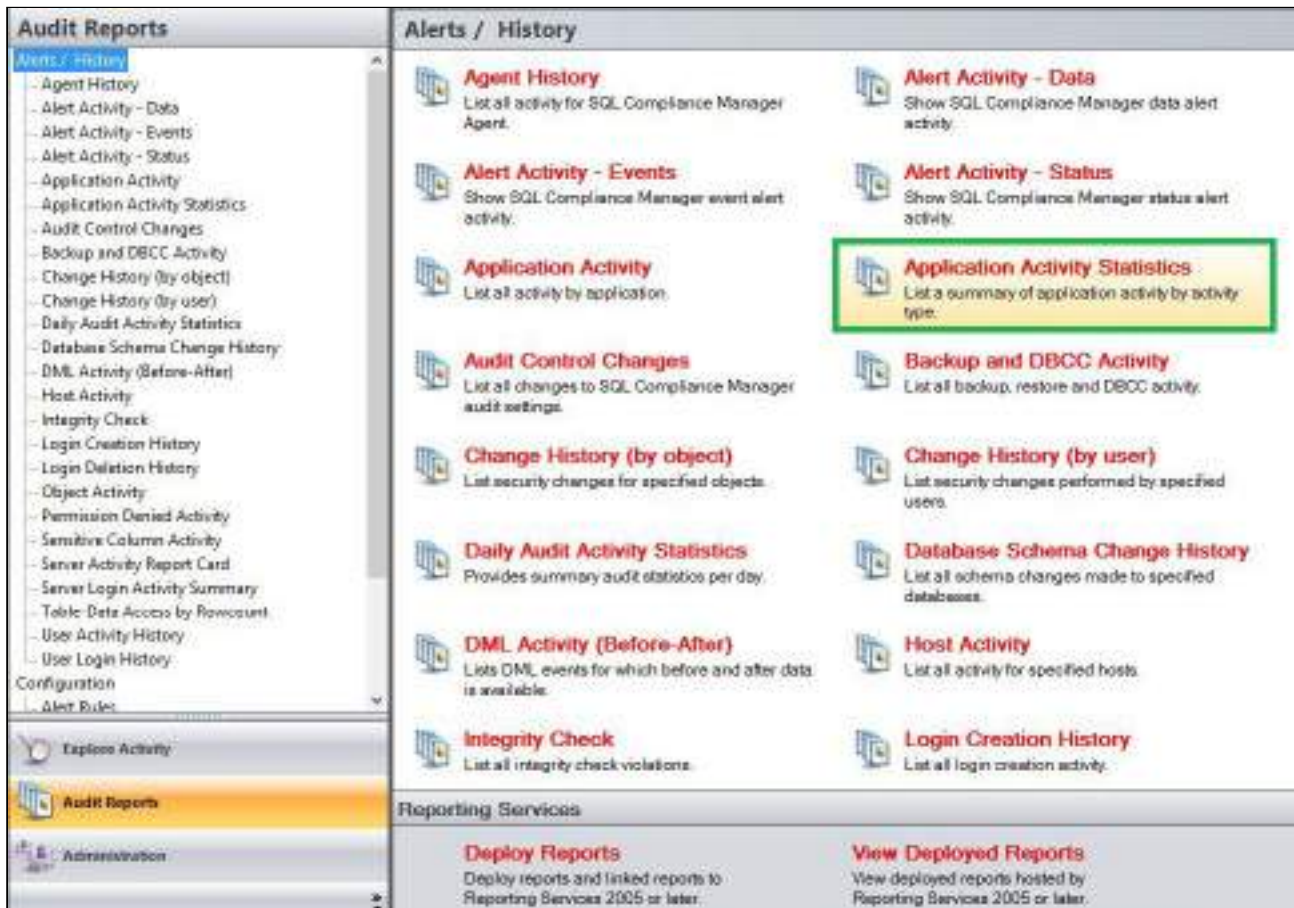 Audit Reports
Alerts / History
Agent History
Alert Activity - Data
Alert Activity - Events
Alert Activity - Status
Application Activity
Application Activity Statistics
Audit Control Changes
Backup and DBCC Activity
Change History (by object)
Change History (by user)
Daily Audit Activity Statistics
Database Schema Change History
DML Activity (Before-After)
Host Activity
Integrity Check
Login Creation History
Login Deletion History
Object Activity
Permission Denied Activity
Sensitive Column Activity
Server Activity Report Card
Server Login Activity Summary
Table-Data Access by Rowcount
User Activity History
User Login History
Configuration
Alert Rules
Explore Activity
Audit Reports
Administration
Alerts / History
Agent History
List all activity for SQL Compliance Manager
Agent.
Alert Activity - Data
Show SQL Compliance Manager data alert
activity.
Alert Activity - Events
Show SQL Compliance Manager event alert
activity.
Alert Activity - Status
Show SQL Compliance Manager status alert
activity.
Application Activity
List all activity by application.
Application Activity Statistics
List a summary of application activity by activity
type.
Audit Control Changes
List all changes to SQL Compliance Manager
audit settings.
Backup and DBCC Activity
List all backup, restore and DBCC activity.
Change History (by object)
List security changes for specified objects.
Change History (by user)
List security changes performed by specified
users.
Daily Audit Activity Statistics
Provides summary audit statistics per day.
Database Schema Change History
List all schema changes made to specified
databases.
DML Activity (Before-After)
Lists DML events for which before and after data
is available.
Host Activity
List all activity for specified hosts.
Integrity Check
List all integrity check violations.
Login Creation History
List all login creation activity.
Reporting Services
Deploy Reports
Deploy reports and linked reports to
Reporting Services 2005 or later.
View Deployed Reports
View deployed reports hosted by
Reporting Services 2005 or later.